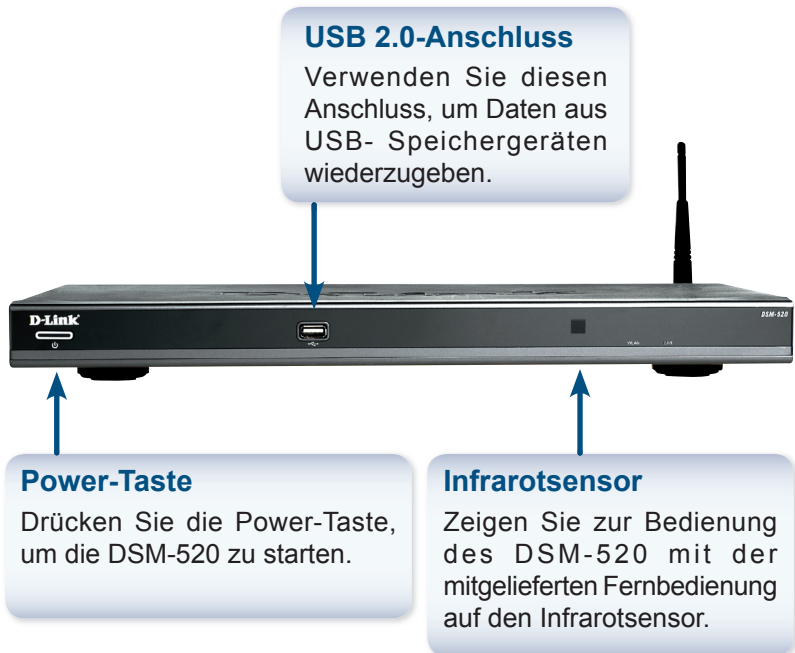 USB 2.0-Anschluss
Verwenden Sie diesen
Anschluss, um Daten aus
USB- Speichergeräten
wiederzugeben.
D-Link
DSM-520
WLAN
LAN
Power-Taste
Drücken Sie die Power-Taste,
um die DSM-520 zu starten.
Infrarotsensor
Zeigen Sie zur Bedienung
des DSM-520 mit der
mitgelieferten Fernbedienung
auf den Infrarotsensor.